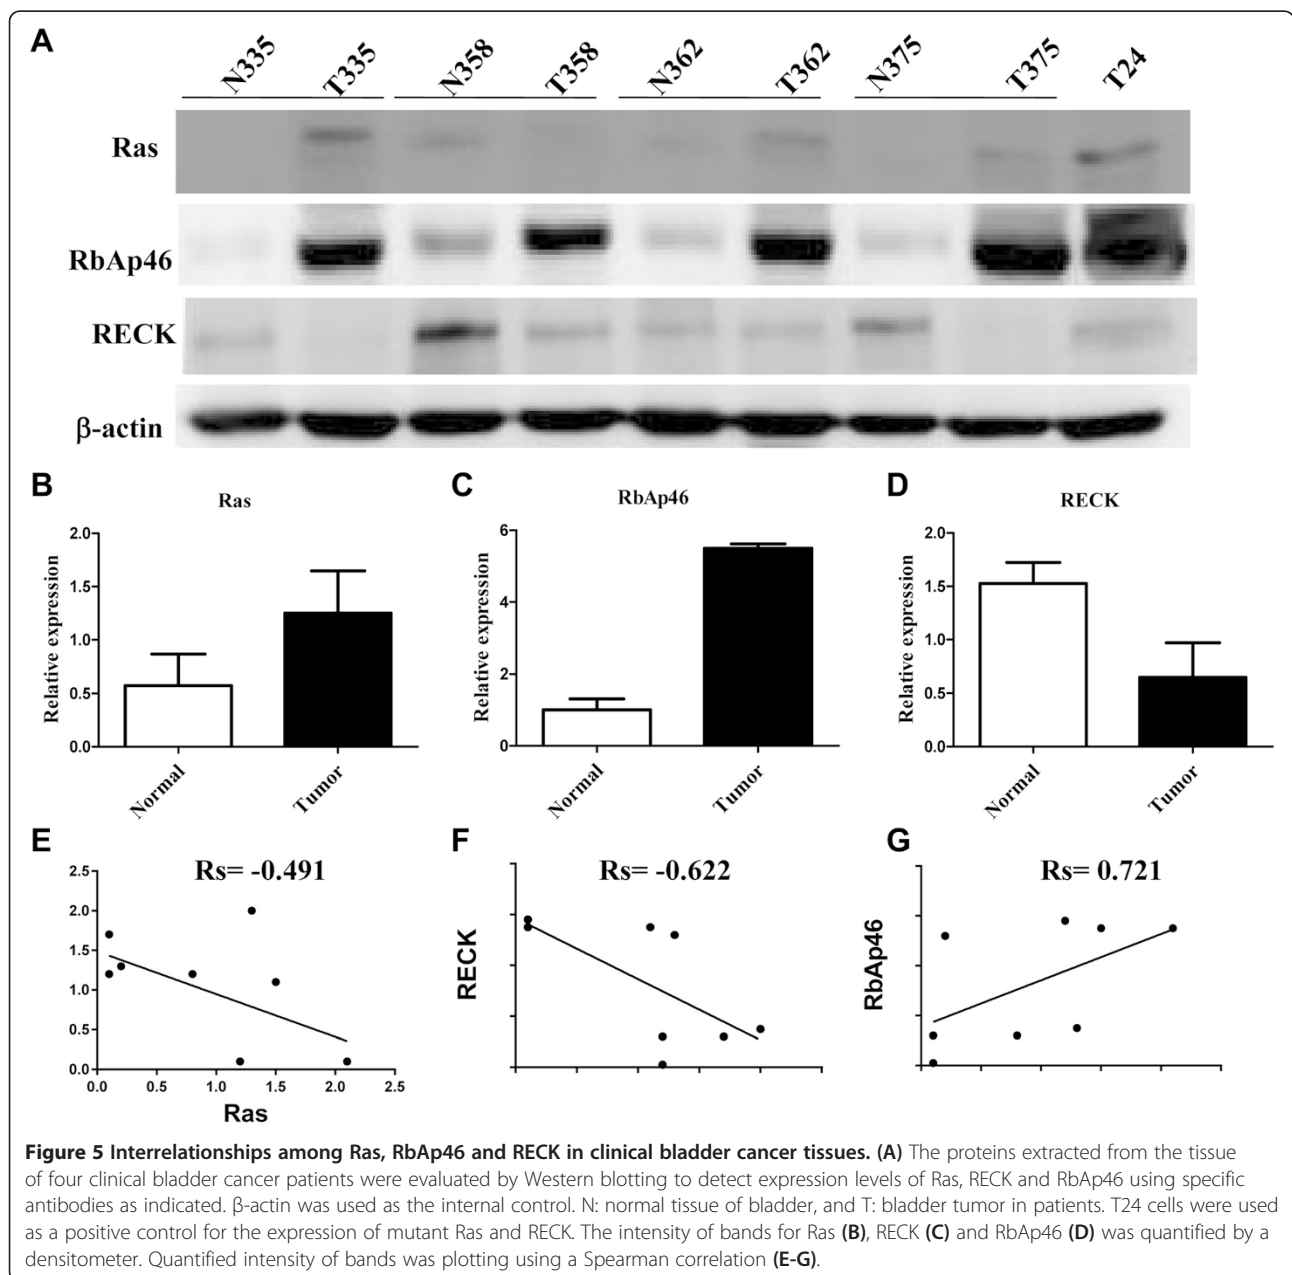 A
N335 T335 N358 T358 N362 T362 N375 T375 T24
Ras
RbAp46
RECK
β-actin
B
Ras
Relative expression
2.0
1.5
1.0
0.5
0.0
Normal Tumor
C
RbAp46
Relative expression
6
4
2
0
Normal Tumor
D
RECK
Relative expression
2.0
1.5
1.0
0.5
0.0
Normal Tumor
E
Rs= -0.491
2.5
2.0
1.5
1.0
0.5
0.0
0.0 0.5 1.0 1.5 2.0 2.5
Ras
F
Rs= -0.622
RECK
G
Rs= 0.721
RbAp46
Figure 5 Interrelationships among Ras, RbAp46 and RECK in clinical bladder cancer tissues. (A) The proteins extracted from the tissue
of four clinical bladder cancer patients were evaluated by Western blotting to detect expression levels of Ras, RECK and RbAp46 using specific
antibodies as indicated. β-actin was used as the internal control. N: normal tissue of bladder, and T: bladder tumor in patients. T24 cells were used
as a positive control for the expression of mutant Ras and RECK. The intensity of bands for Ras (B), RECK (C) and RbAp46 (D) was quantified by a
densitometer. Quantified intensity of bands was plotting using a Spearman correlation (E-G).